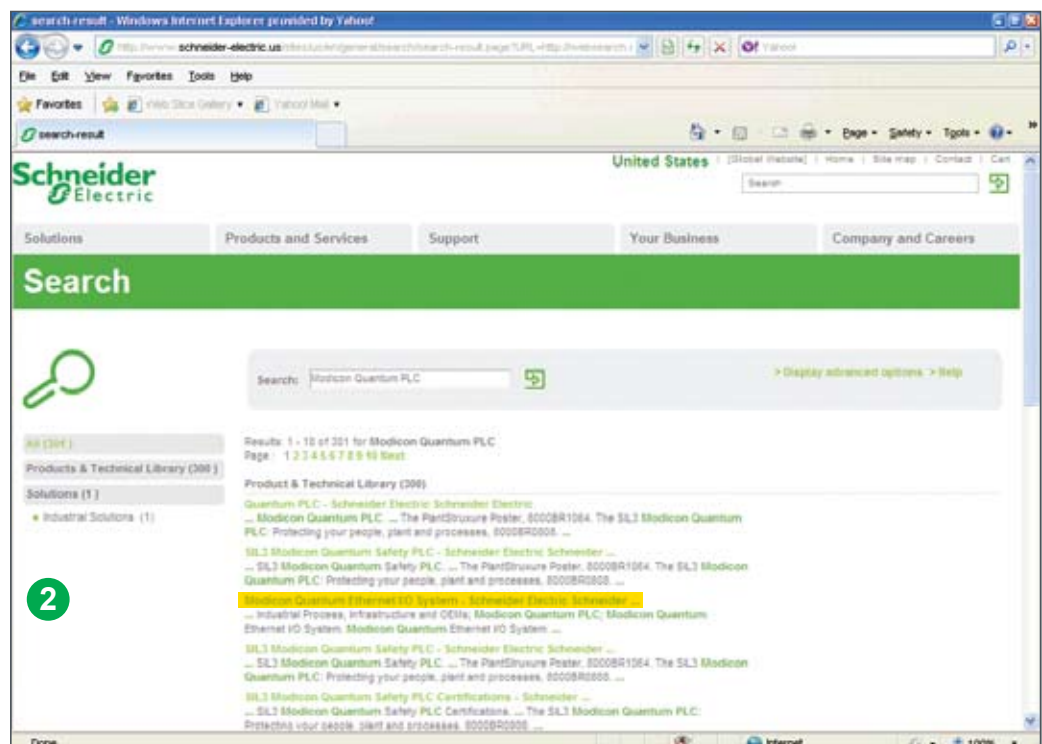 search-result - Windows Internet Explorer provided by Yahoo!
schneider-electric.us
File Edit View Favorites Tools Help
Favorites Web Slice Gallery Yahoo! Mail
search-result
Page Safety Tools
Schneider
Electric
United States | [Global Website] | Home | Site map | Contact | Cart
Search
Solutions Products and Services Support Your Business Company and Careers
Search
Search: Modicon Quantum PLC
> Display advanced options > Help
All (301)
Products & Technical Library (300)
Solutions (1)
Industrial Solutions (1)
Results: 1 - 10 of 301 for Modicon Quantum PLC
Page : 1 2 3 4 5 6 7 8 9 10 Next
Product & Technical Library (300)
Quantum PLC - Schneider Electric Schneider Electric
... Modicon Quantum PLC. ... The PlantStruxure Poster, 8000BR1064. The SIL3 Modicon Quantum
PLC: Protecting your people, plant and processes, 8000BR0808. ...
SIL3 Modicon Quantum Safety PLC - Schneider Electric Schneider ...
... SIL3 Modicon Quantum Safety PLC. ... The PlantStruxure Poster, 8000BR1064. The SIL3 Modicon
Quantum PLC: Protecting your people, plant and processes, 8000BR0808. ...
2
Modicon Quantum Ethernet I/O System - Schneider Electric Schneider ...
... Industrial Process, Infrastructure and OEMs; Modicon Quantum PLC; Modicon Quantum
Ethernet I/O System. Modicon Quantum Ethernet I/O System. ...
SIL3 Modicon Quantum Safety PLC - Schneider Electric Schneider ...
... SIL3 Modicon Quantum Safety PLC. ... The PlantStruxure Poster, 8000BR1064. The SIL3 Modicon
Quantum PLC: Protecting your people, plant and processes, 8000BR0808. ...
SIL3 Modicon Quantum Safety PLC Certifications - Schneider ...
... SIL3 Modicon Quantum Safety PLC Certifications. ... The SIL3 Modicon Quantum PLC:
Protecting your people, plant and processes, 8000BR0808. ...
Done Internet 100%